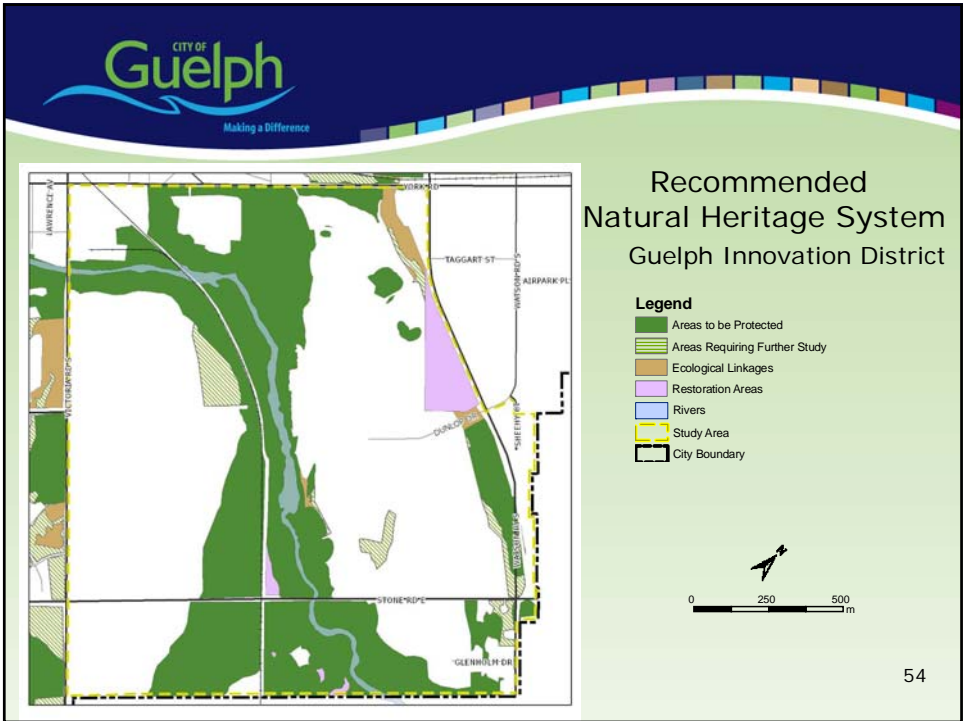 CITY OF
Guelph
Making a Difference
Recommended
Natural Heritage System
Guelph Innovation District
Legend
Areas to be Protected
Areas Requiring Further Study
Ecological Linkages
Restoration Areas
Rivers
Study Area
City Boundary
N
0 250 500
m
54
YORK RD
LAWRENCE AV
TAGGART ST
WATSON RD S
AIRPARK PL
VICTORIA RD S
STONE RD E
GLENHOLM DR